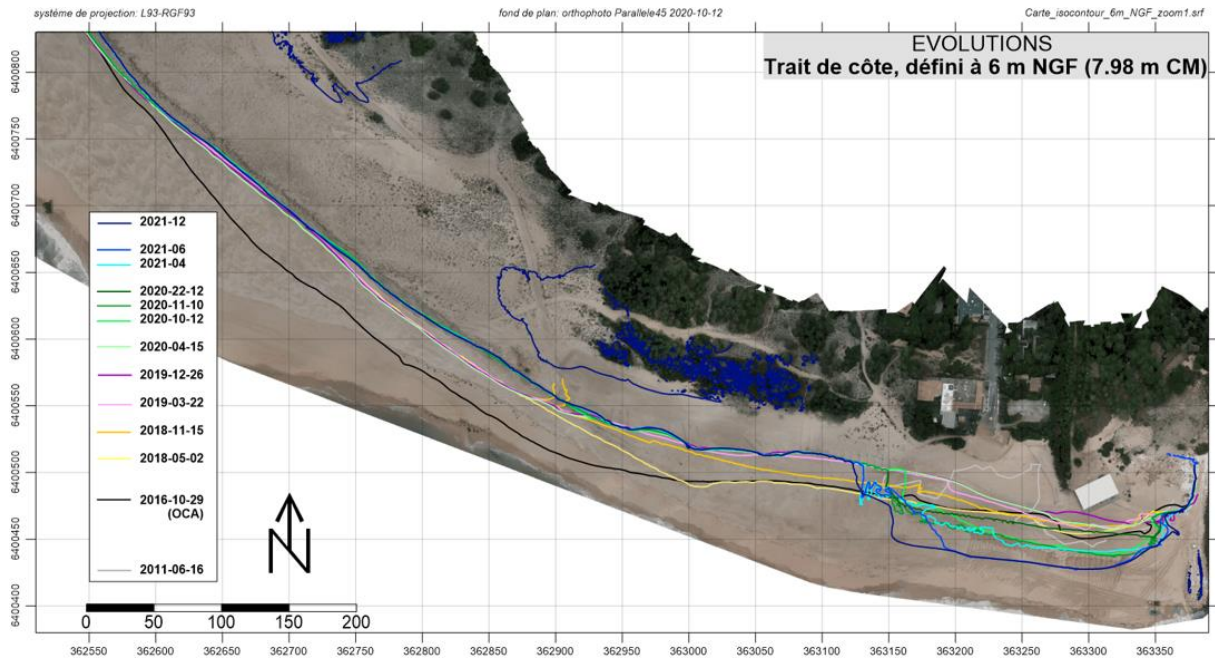 système de projection: L93-RGF93
fond de plan: orthophoto Parallele45 2020-10-12
Carte_isocontour_6m_NGF_zoom1.srf
EVOLUTIONS
Trait de côte, défini à 6 m NGF (7.98 m CM)
6400800
6400750
6400700
6400650
6400600
6400550
6400500
6400450
6400400
2021-12
2021-06
2021-04
2020-22-12
2020-11-10
2020-10-12
2020-04-15
2019-12-26
2019-03-22
2018-11-15
2018-05-02
2016-10-29
(OCA)
2011-06-16
N
0 50 100 150 200
362550 362600 362650 362700 362750 362800 362850 362900 362950 363000 363050 363100 363150 363200 363250 363300 363350